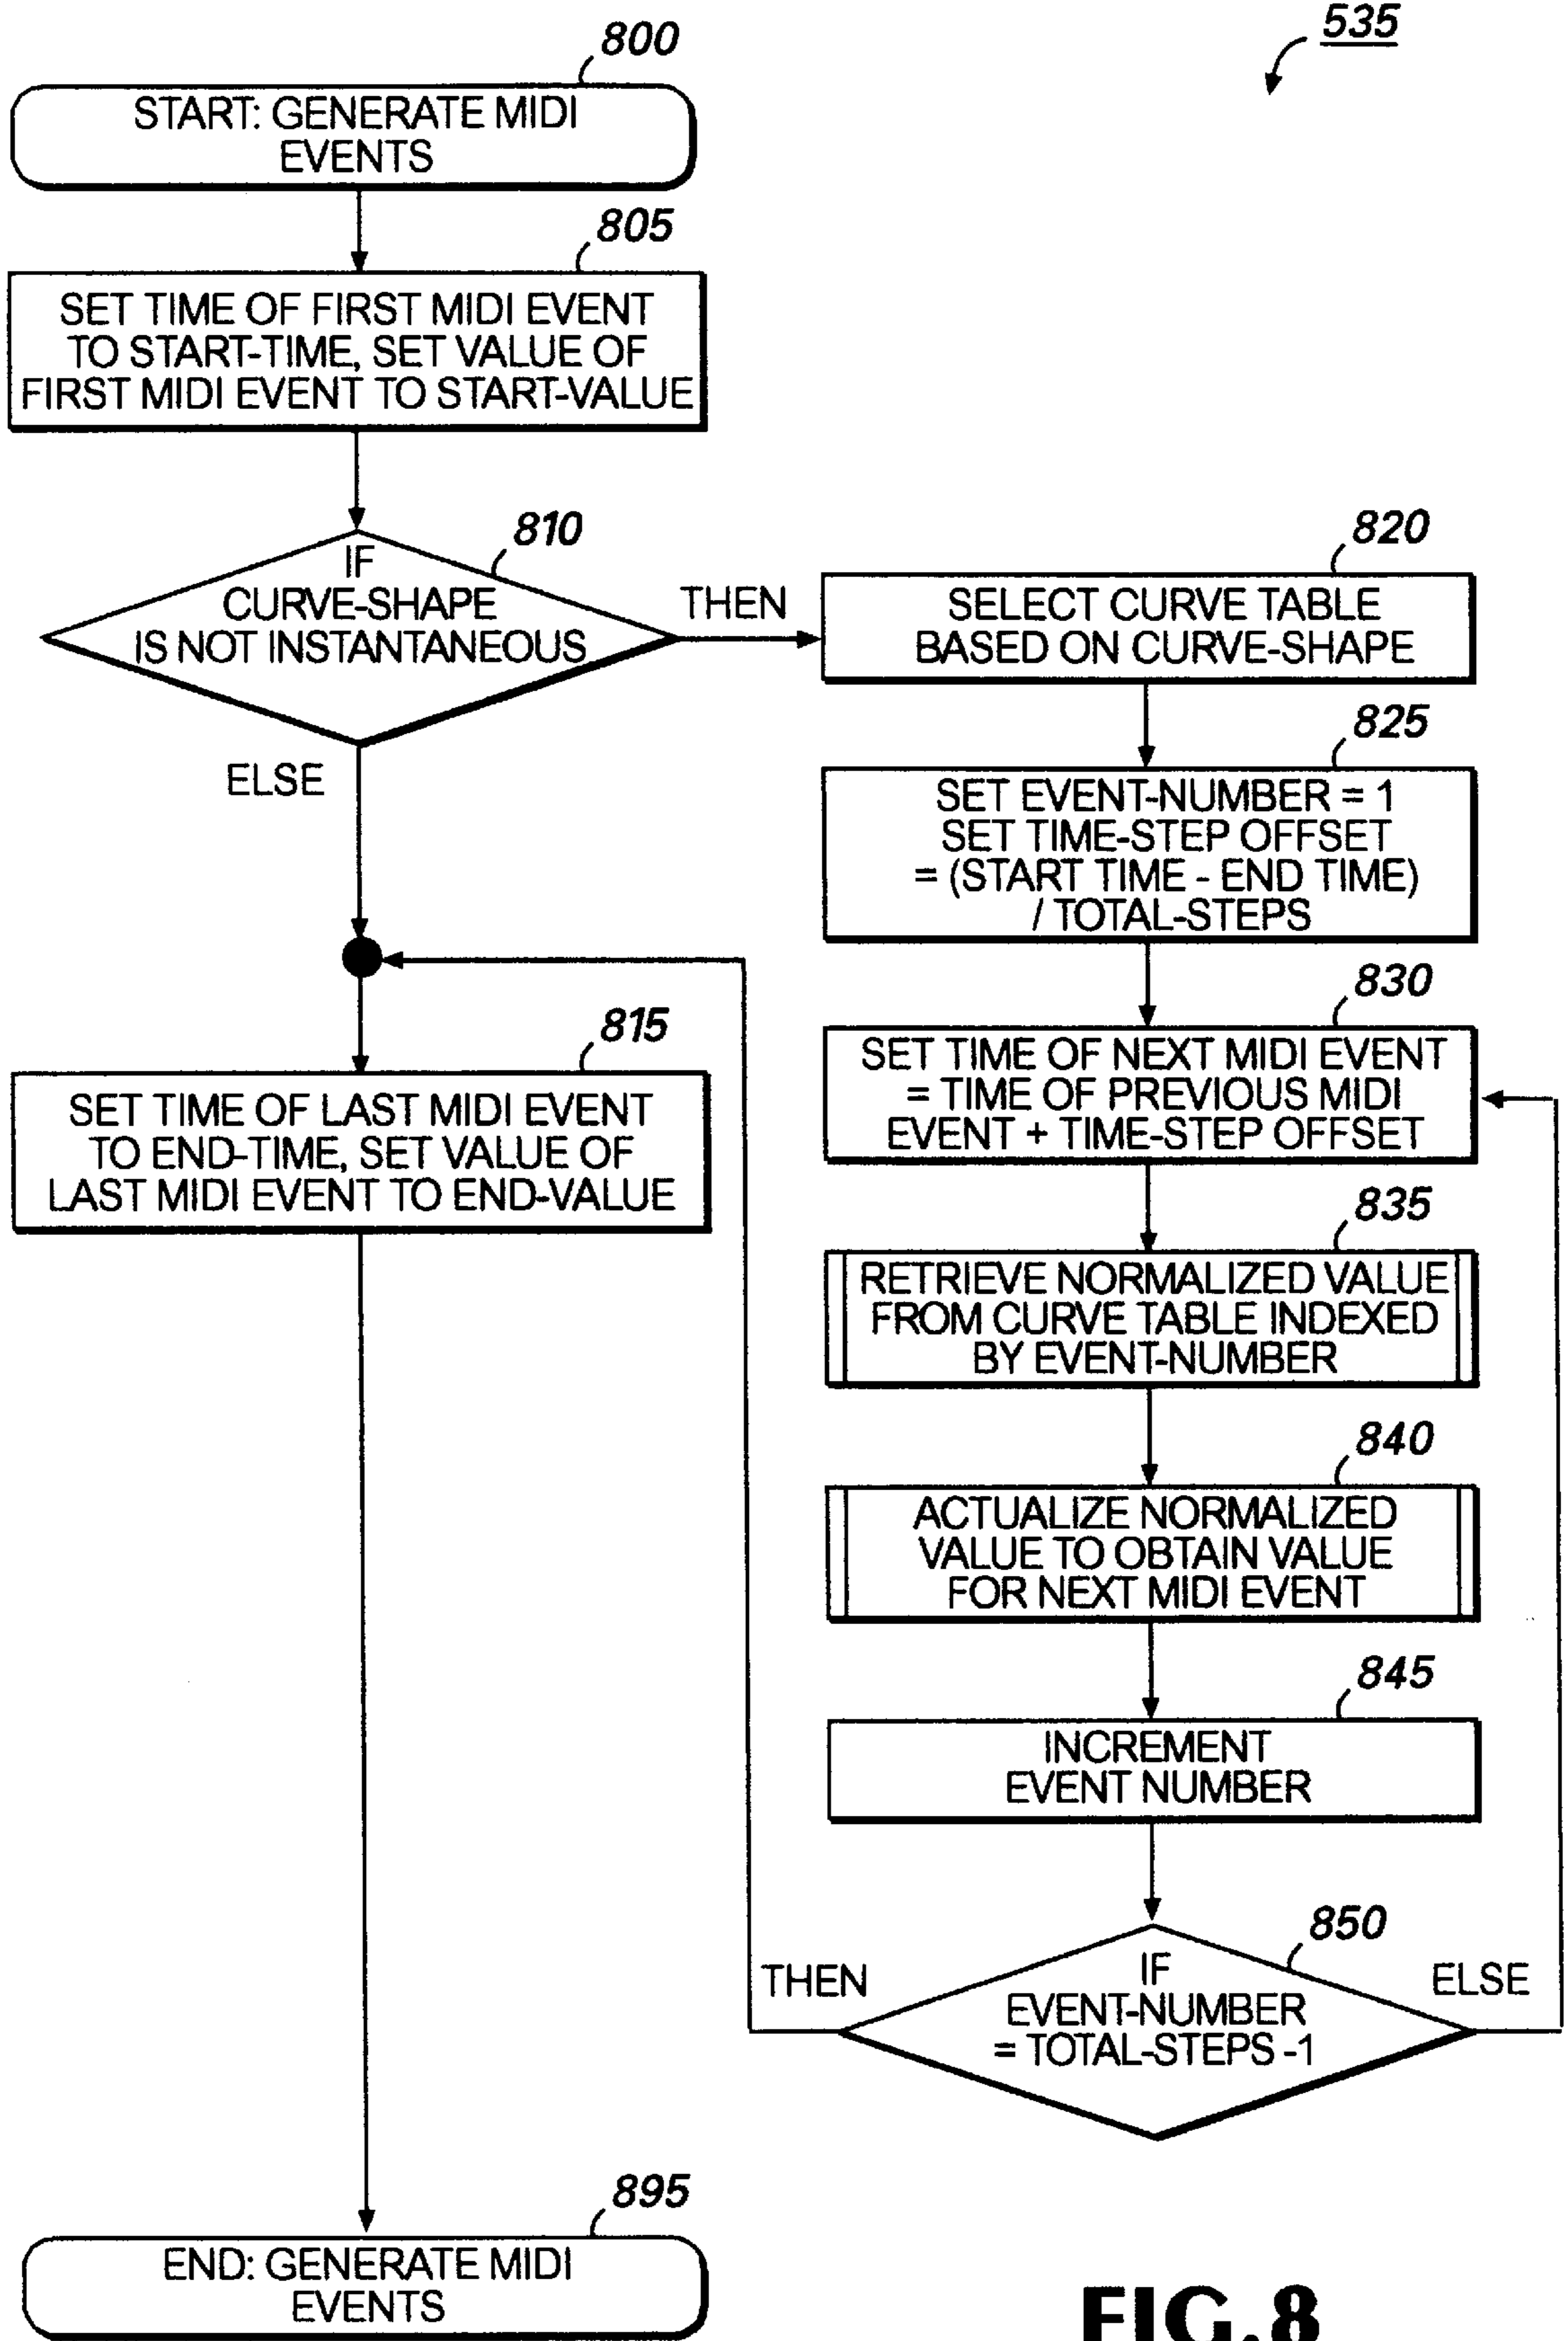 535
800
START: GENERATE MIDI
EVENTS
805
SET TIME OF FIRST MIDI EVENT
TO START-TIME, SET VALUE OF
FIRST MIDI EVENT TO START-VALUE
810
IF
CURVE-SHAPE
IS NOT INSTANTANEOUS
THEN
ELSE
815
SET TIME OF LAST MIDI EVENT
TO END-TIME, SET VALUE OF
LAST MIDI EVENT TO END-VALUE
820
SELECT CURVE TABLE
BASED ON CURVE-SHAPE
825
SET EVENT-NUMBER = 1
SET TIME-STEP OFFSET
= (START TIME - END TIME)
/ TOTAL-STEPS
830
SET TIME OF NEXT MIDI EVENT
= TIME OF PREVIOUS MIDI
EVENT + TIME-STEP OFFSET
835
RETRIEVE NORMALIZED VALUE
FROM CURVE TABLE INDEXED
BY EVENT-NUMBER
840
ACTUALIZE NORMALIZED
VALUE TO OBTAIN VALUE
FOR NEXT MIDI EVENT
845
INCREMENT
EVENT NUMBER
850
THEN
IF
EVENT-NUMBER
= TOTAL-STEPS -1
ELSE
895
END: GENERATE MIDI
EVENTS
FIG.8